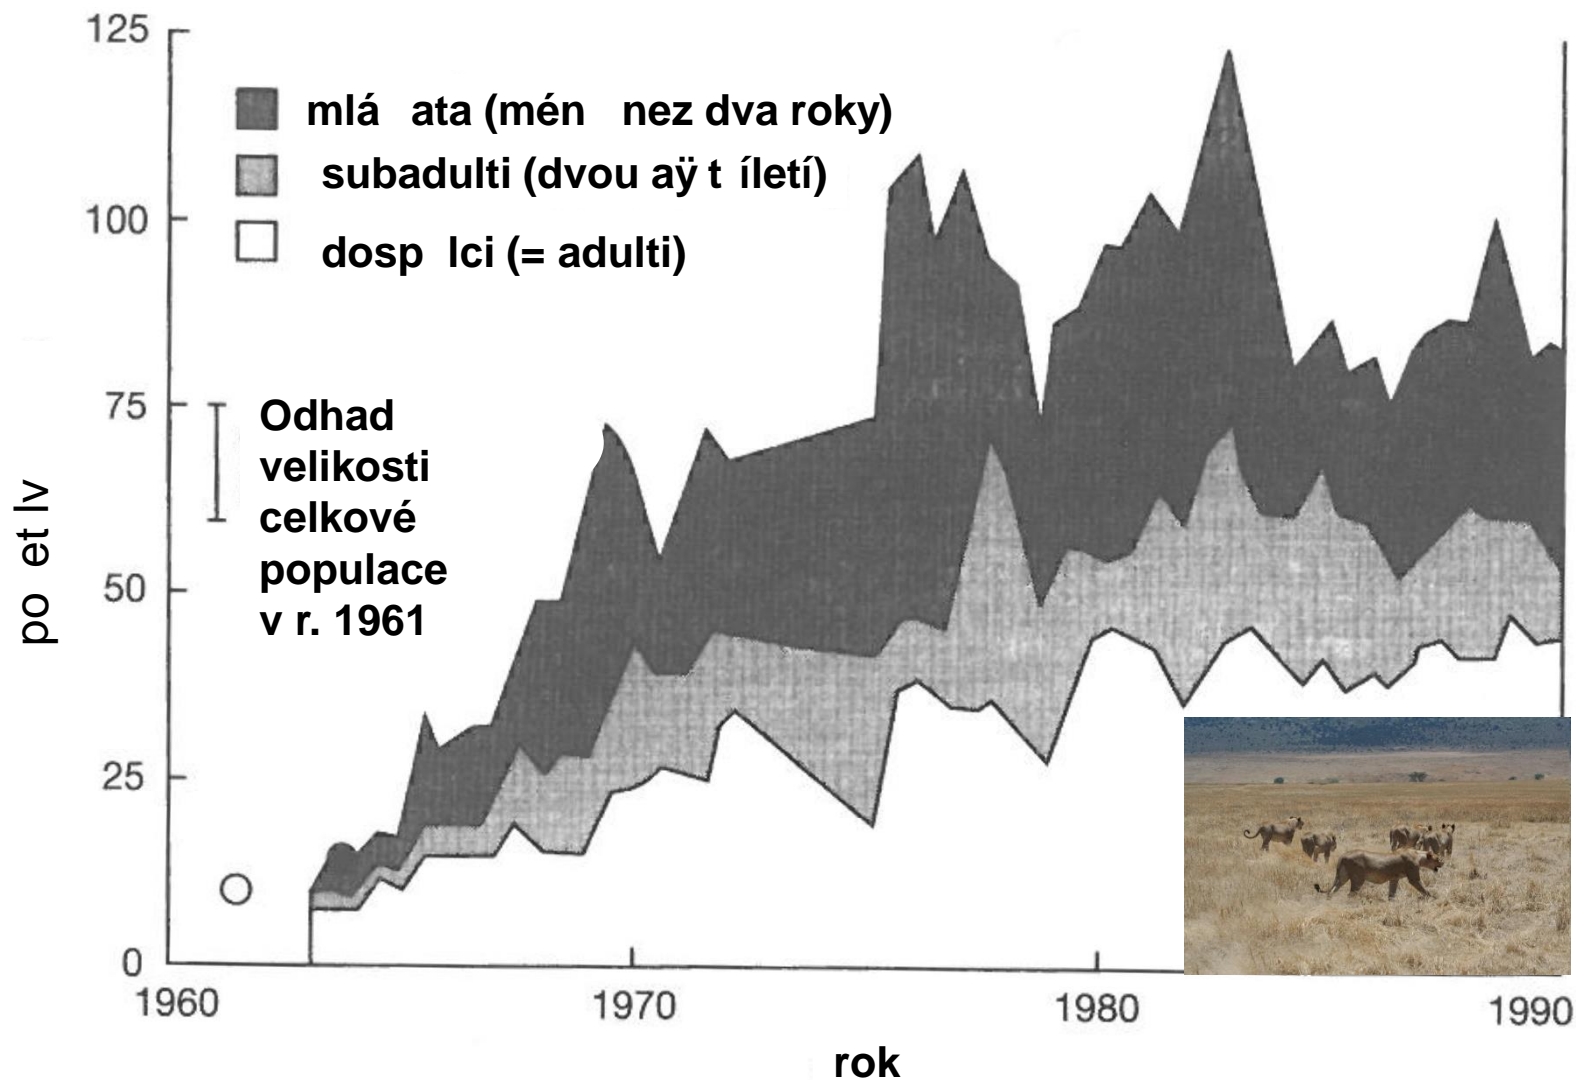 125
mlá ata (mén nez dva roky)
subadulti (dvou aÿ t íletí)
100
dosp lci (= adulti)
75
Odhad
velikosti
celkové
populace
v r. 1961
po et lv
50
25
0
1960
1970
1980
1990
rok